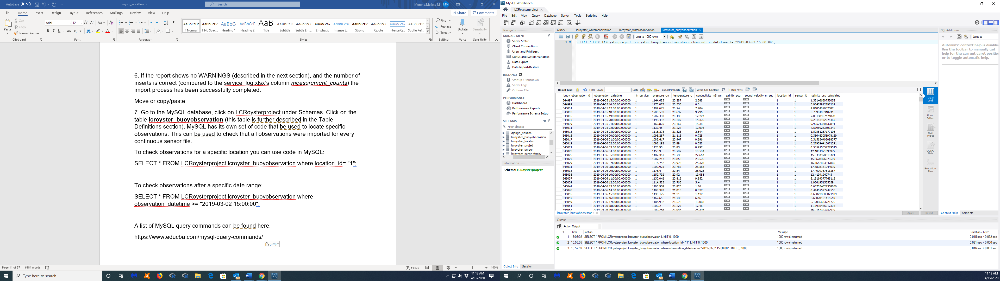 AutoSave Off
mysql_workflow
Search
Moreno,Melissa M MM
File Home Insert Design Layout References Mailings Review View Help
Share Comments
Paste
Cut
Copy
Format Painter
Clipboard
Arial 12
Font
Paragraph
AaBbCcDc AaBbCcDc AaBbCc AaBbCcD AaB AaBbCcD AaBbCcDc AaBbCcDc AaBbCcDc AaBbCcDc AaBbCcDc AaBbCcDc AABBCCDC
¶ Normal ¶ No Spac... Heading 1 Heading 2 Title Subtitle Subtle Em... Emphasis Intense E... Strong Quote Intense Q... Subtle Ref...
Styles
Find
Replace
Select
Editing
Dictate
Voice
Sensitivity
Sensitivity
6. If the report shows no WARNINGS (described in the next section), and the number of
inserts is correct (compared to the service_log.xlsx's column measurement_counts) the
import process has been successfully completed.
Move or copy/paste
7. Go to the MySQL database, click on LCRoysterproject under Schemas. Click on the
table lcroyster_buoyobservation (this table is further described in the Table
Definitions section). MySQL has its own set of code that be used to locate specific
observations. This can be used to check that all observations were imported for every
continuous sensor file.
To check observations for a specific location you can use code in MySQL:
SELECT * FROM LCRoysterproject.lcroyster_buoyobservation where location_id= "1";
To check observations after a specific date range:
SELECT * FROM LCRoysterproject.lcroyster_buoyobservation where
observation_datetime >= "2019-03-02 15:00:00";
A list of MySQL query commands can be found here:
https://www.educba.com/mysql-query-commands/
(Ctrl)
Page 11 of 37 6184 words
Focus
140%
Type here to search
11:13 AM
4/15/2020
MySQL Workbench
LCRoysterrproject
File Edit View Query Database Server Tools Scripting Help
Navigator
MANAGEMENT
Server Status
Client Connections
Users and Privileges
Status and System Variables
Data Export
Data Import/Restore
INSTANCE
Startup / Shutdown
Server Logs
Options File
PERFORMANCE
Dashboard
Performance Reports
Performance Schema Setup
SCHEMAS
Filter objects
django_session
lcroyster_buoyobservation
lcroyster_location
lcroyster_project
lcroyster_sensor
lcroyster_sensordeploy
Information
Schema: LCRoysterproject
Object Info Session
Query 1 lcroyster_waterobservation lcroyster_waterobservation lcroyster_buoyobservation
Limit to 1000 rows
1 SELECT * FROM LCRoysterproject.lcroyster_buoyobservation where observation_datetime >= "2019-03-02 15:00:00";
Result Grid Filter Rows: Edit: Export/Import: Wrap Cell Content: Fetch rows:
buoy_observation_id observation_datetime in_service pressure_cm temperature_c conductivity_mS_cm salinity_psu sound_velocity_m_sec location_id sensor_id salinity_psu_calculated
344997 2019-04-05 15:00:00.000000 1 1144.683 20.287 2.388 NULL NULL 1 1 1.36146660755052
344999 2019-04-05 16:00:00.000000 1 1175.075 20.533 6.6 NULL NULL 1 1 3.98467912297167
345001 2019-04-05 17:00:00.000000 1 1194.675 20.74 7.904 NULL NULL 1 1 4.8105402002682
345003 2019-04-05 18:00:00.000000 1 1205.583 20.637 9.296 NULL NULL 1 1 5.7398103310741
345005 2019-04-05 19:00:00.000000 1 1202.433 20.133 12.224 NULL NULL 1 1 7.80138457471878
345007 2019-04-05 20:00:00.000000 1 1195.492 20.207 14.376 NULL NULL 1 1 9.28113102975467
345009 2019-04-05 21:00:00.000000 1 1169.825 20.467 15.38 NULL NULL 1 1 9.92521340132891
345011 2019-04-05 22:00:00.000000 1 1137.45 21.227 12.096 NULL NULL 1 1 7.51969233601342
345013 2019-04-05 23:00:00.000000 1 1116.275 21.323 2.844 NULL NULL 1 1 1.59881287177196
345015 2019-04-06 00:00:00.000000 1 1096.267 21.113 0.728 NULL NULL 1 1 0.386453058978139
345017 2019-04-06 01:00:00.000000 1 1085.417 20.947 0.596 NULL NULL 1 1 0.315634405098077
345019 2019-04-06 02:00:00.000000 1 1098.192 20.89 0.528 NULL NULL 1 1 0.279094413671291
345021 2019-04-06 03:00:00.000000 1 1126.95 20.83 0.992 NULL NULL 1 1 0.535915352229515
345023 2019-04-06 04:00:00.000000 1 1153.9 20.787 18.584 NULL NULL 1 1 12.1001371693977
345025 2019-04-06 05:00:00.000000 1 1182.367 20.733 22.664 NULL NULL 1 1 15.0434478818421
345027 2019-04-06 06:00:00.000000 1 1207.217 20.853 23.576 NULL NULL 1 1 15.6628396978509
345029 2019-04-06 07:00:00.000000 1 1214.742 20.973 24.328 NULL NULL 1 1 16.1652863347866
345031 2019-04-06 08:00:00.000000 1 1200.975 20.787 26.568 NULL NULL 1 1 17.8808161944619
345033 2019-04-06 09:00:00.000000 1 1178.4 20.84 26.028 NULL NULL 1 1 17.4609767813287
345035 2019-04-06 10:00:00.000000 1 1152.792 20.92 19.088 NULL NULL 1 1 12.41941240743
345037 2019-04-06 11:00:00.000000 1 1130.042 20.813 9.952 NULL NULL 1 1 6.15164077745115
345039 2019-04-06 12:00:00.000000 1 1114.583 20.763 3.4 NULL NULL 1 1 1.9561951555339
345041 2019-04-06 13:00:00.000000 1 1103.908 20.823 1.26 NULL NULL 1 1 0.687634627358866
345043 2019-04-06 14:00:00.000000 1 1108.342 21.013 0.832 NULL NULL 1 1 0.44467597249553
345045 2019-04-06 15:00:00.000000 1 1135.175 21.31 1.132 NULL NULL 1 1 0.608228303821599
345047 2019-04-06 16:00:00.000000 1 1162.65 21.733 6.16 NULL NULL 1 1 3.60070151115559
345049 2019-04-06 17:00:00.000000 1 1184.992 21.573 10.068 NULL NULL 1 1 6.12086683721775
345051 2019-04-06 18:00:00.000000 1 1202.2 21.227 17.46 NULL NULL 1 1 11.1916465017305
345053 2019-04-06 19:00:00.000000 1 1202.258 21.043 25.396 NULL NULL 1 1 16.9167343757919
lcroyster_buoyobservation 3
Apply Revert
Result Grid
Form Editor
Field Types
Query Stats
Execution Plan
SQLAdditions
Jump to
Automatic context help is disable
Use the toolbar to manually get
help for the current caret positio
or to toggle automatic help.
Context Help Snippets
Output
Action Output
# Time Action Message Duration / Fetch
1 15:05:02 SELECT * FROM LCRoysterproject.lcroyster_buoyobservation LIMIT 0, 1000 1000 row(s) returned 0.015 sec / 0.032 sec
2 10:55:05 SELECT * FROM LCRoysterproject.lcroyster_buoyobservation where location_id= "1" LIMIT 0, 1000 1000 row(s) returned 0.031 sec / 0.000 sec
3 10:57:59 SELECT * FROM LCRoysterproject.lcroyster_buoyobservation where observation_datetime >= "2019-03-02 15:00:00" LIMIT 0, 1000 1000 row(s) returned 0.016 sec / 0.031 sec
11:13 AM
4/15/2020